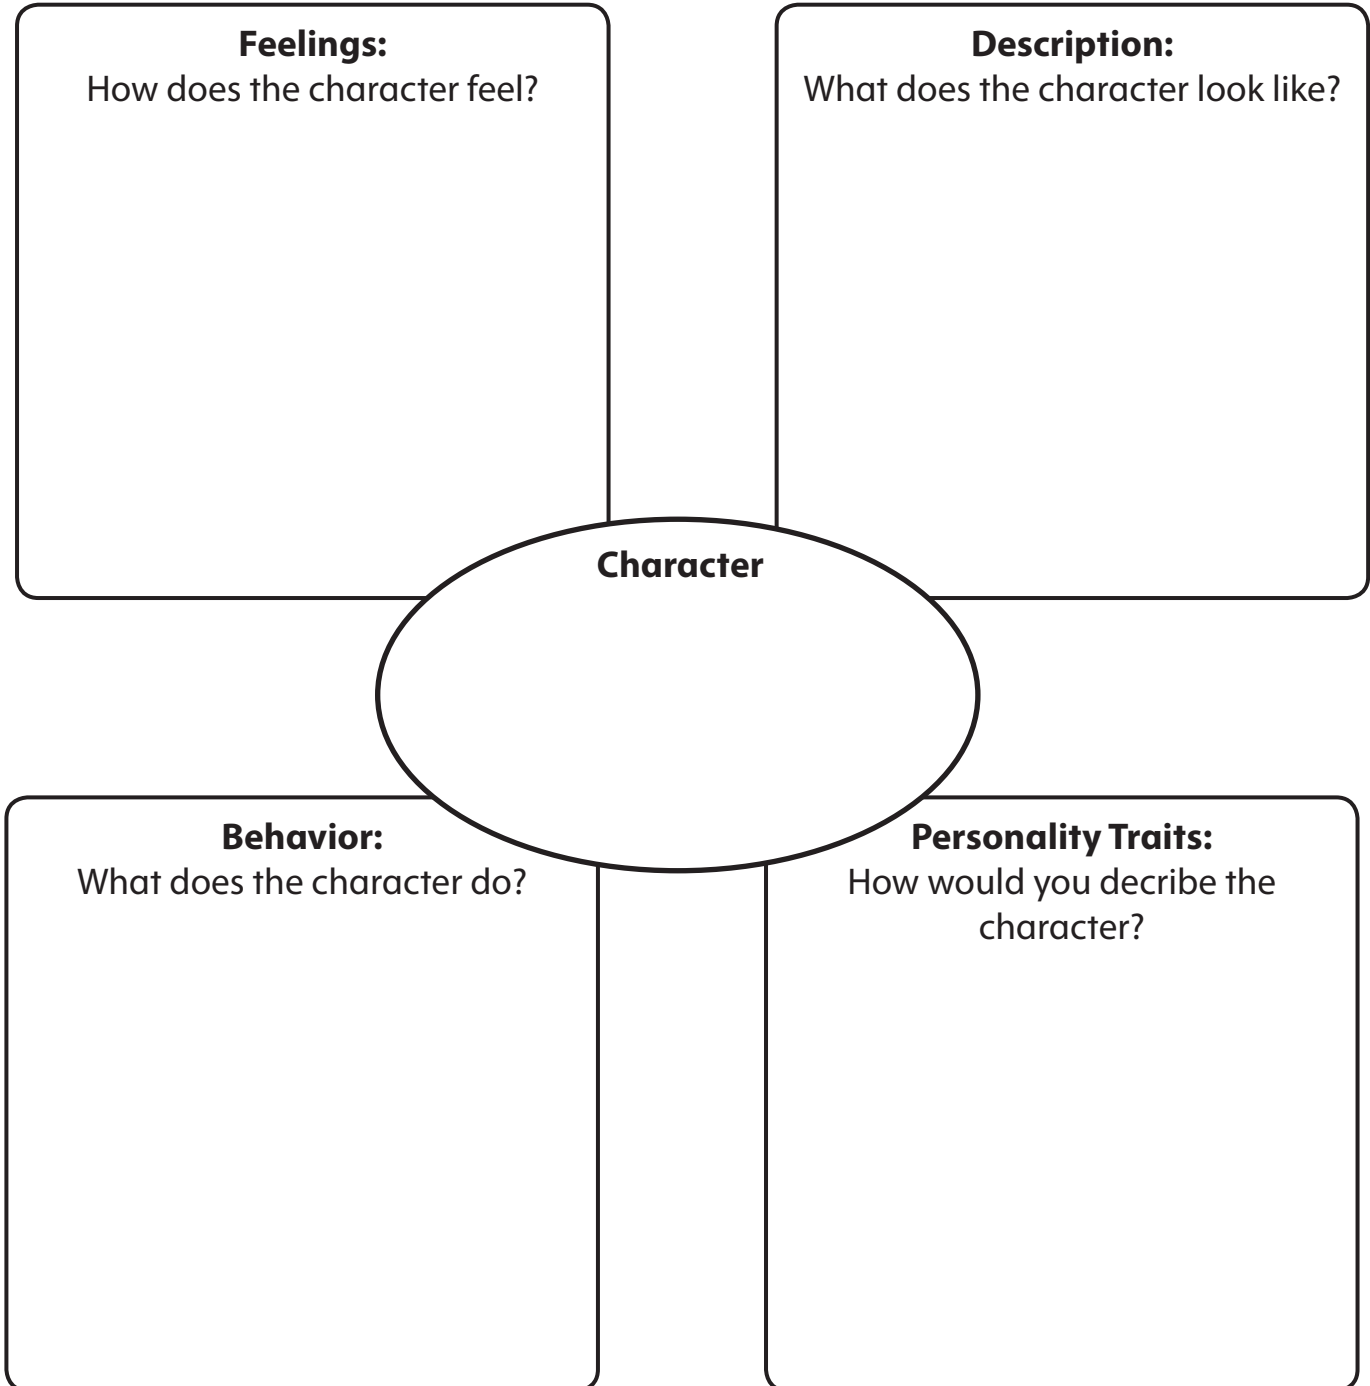 Feelings:
How does the character feel?
Description:
What does the character look like?
Character
Behavior:
What does the character do?
Personality Traits:
How would you decribe the
character?